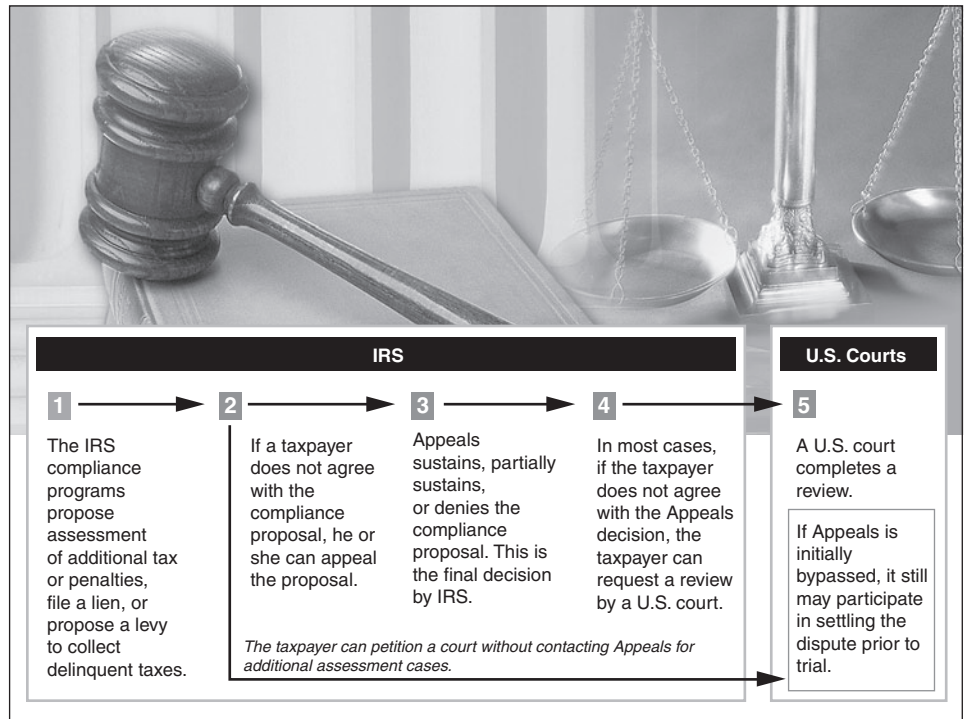 IRS
U.S. Courts
1
2
3
4
5
The IRS
compliance
programs
propose
assessment
of additional tax
or penalties,
file a lien, or
propose a levy
to collect
delinquent taxes.
If a taxpayer
does not agree
with the
compliance
proposal, he or
she can appeal
the proposal.
Appeals
sustains, partially
sustains,
or denies the
compliance
proposal. This is
the final decision
by IRS.
In most cases,
if the taxpayer
does not agree
with the Appeals
decision, the
taxpayer can
request a review
by a U.S. court.
A U.S. court
completes a
review.
If Appeals is
initially
bypassed, it still
may participate
in settling the
dispute prior to
trial.
The taxpayer can petition a court without contacting Appeals for
additional assessment cases.